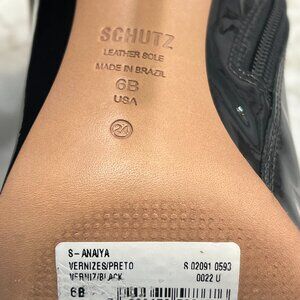 SCHUTZ
LEATHER SOLE
MADE IN BRAZIL
6B
USA
24
S-ANAIYA
VERNIZES/PRETO S 02091 0593
VERNIZ/BLACK 0022 U
6B